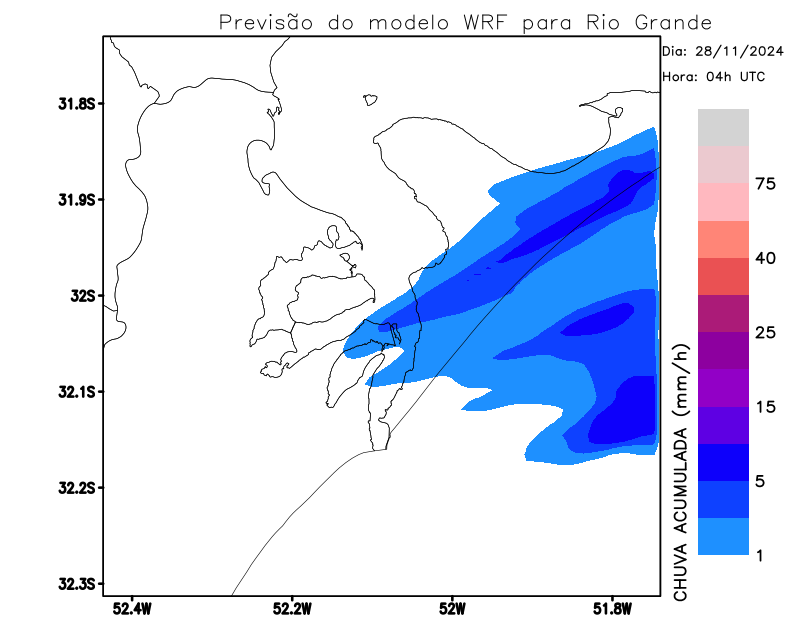 Previsão do modelo WRF para Rio Grande
Dia: 28/11/2024
Hora: 04h UTC
31.8S
31.9S
32S
32.1S
32.2S
32.3S
52.4W
52.2W
52W
51.8W
75
40
25
15
5
1
CHUVA ACUMULADA (mm/h)